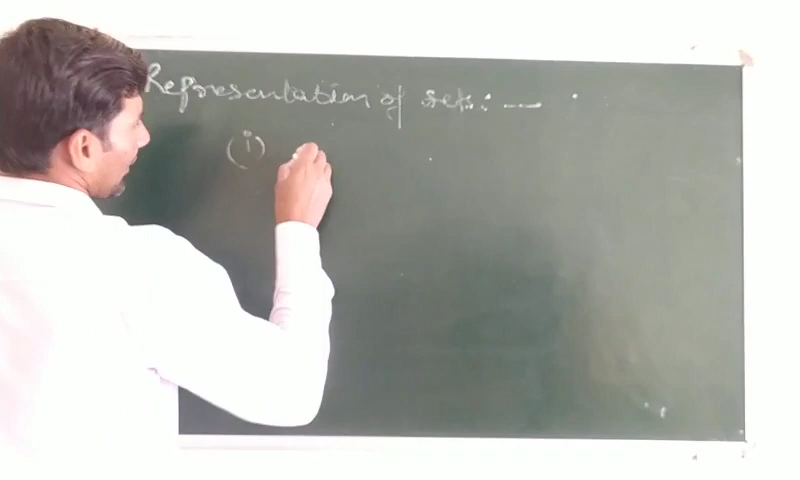 Representation of sets: —
(i)